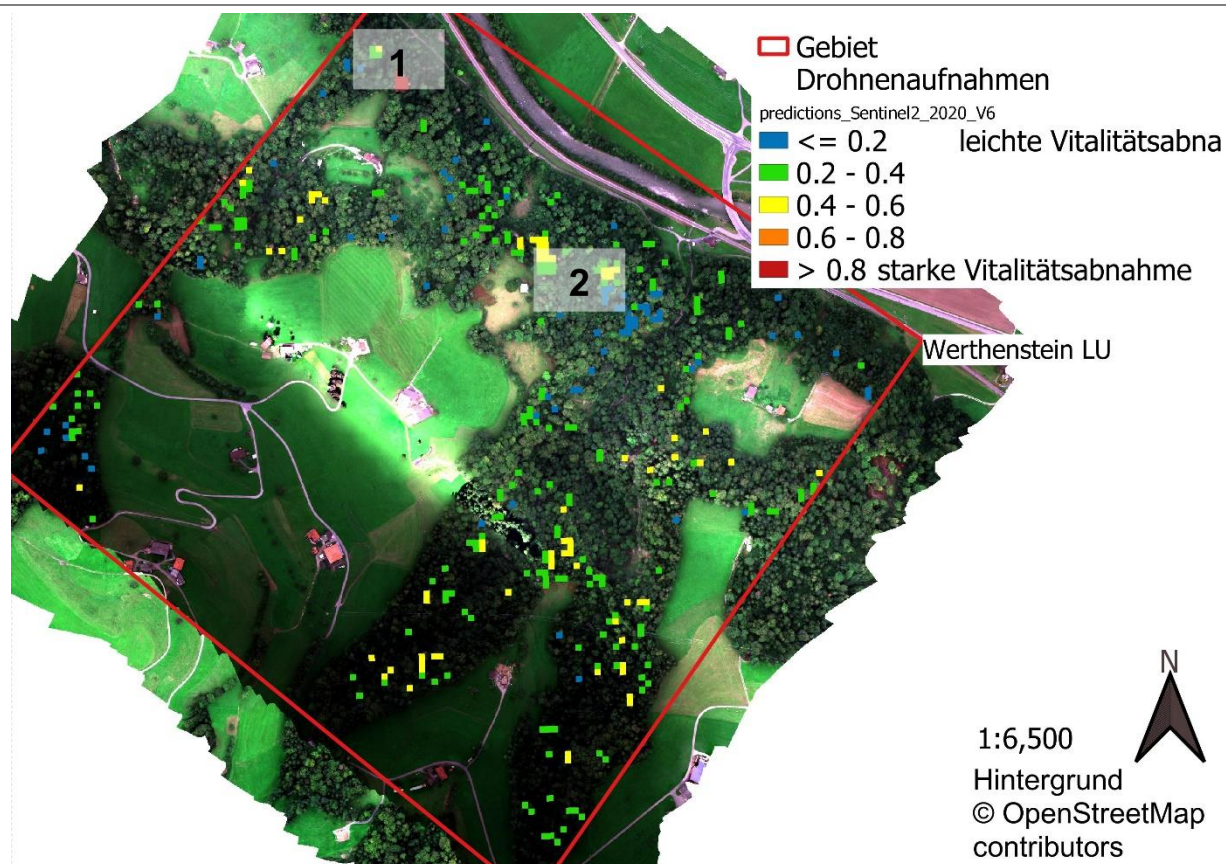 1
2
Gebiet
Drohnenaufnahmen
predictions_Sentinel2_2020_V6
<= 0.2 leichte Vitalitätsabna
0.2 - 0.4
0.4 - 0.6
0.6 - 0.8
> 0.8 starke Vitalitätsabnahme
Werthenstein LU
N
1:6,500
Hintergrund
© OpenStreetMap
contributors